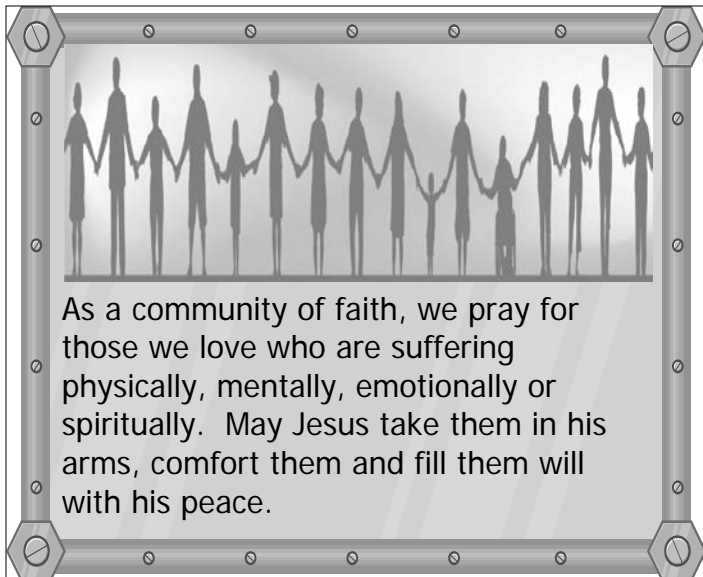 As a community of faith, we pray for
those we love who are suffering
physically, mentally, emotionally or
spiritually.  May Jesus take them in his
arms, comfort them and fill them will
with his peace.